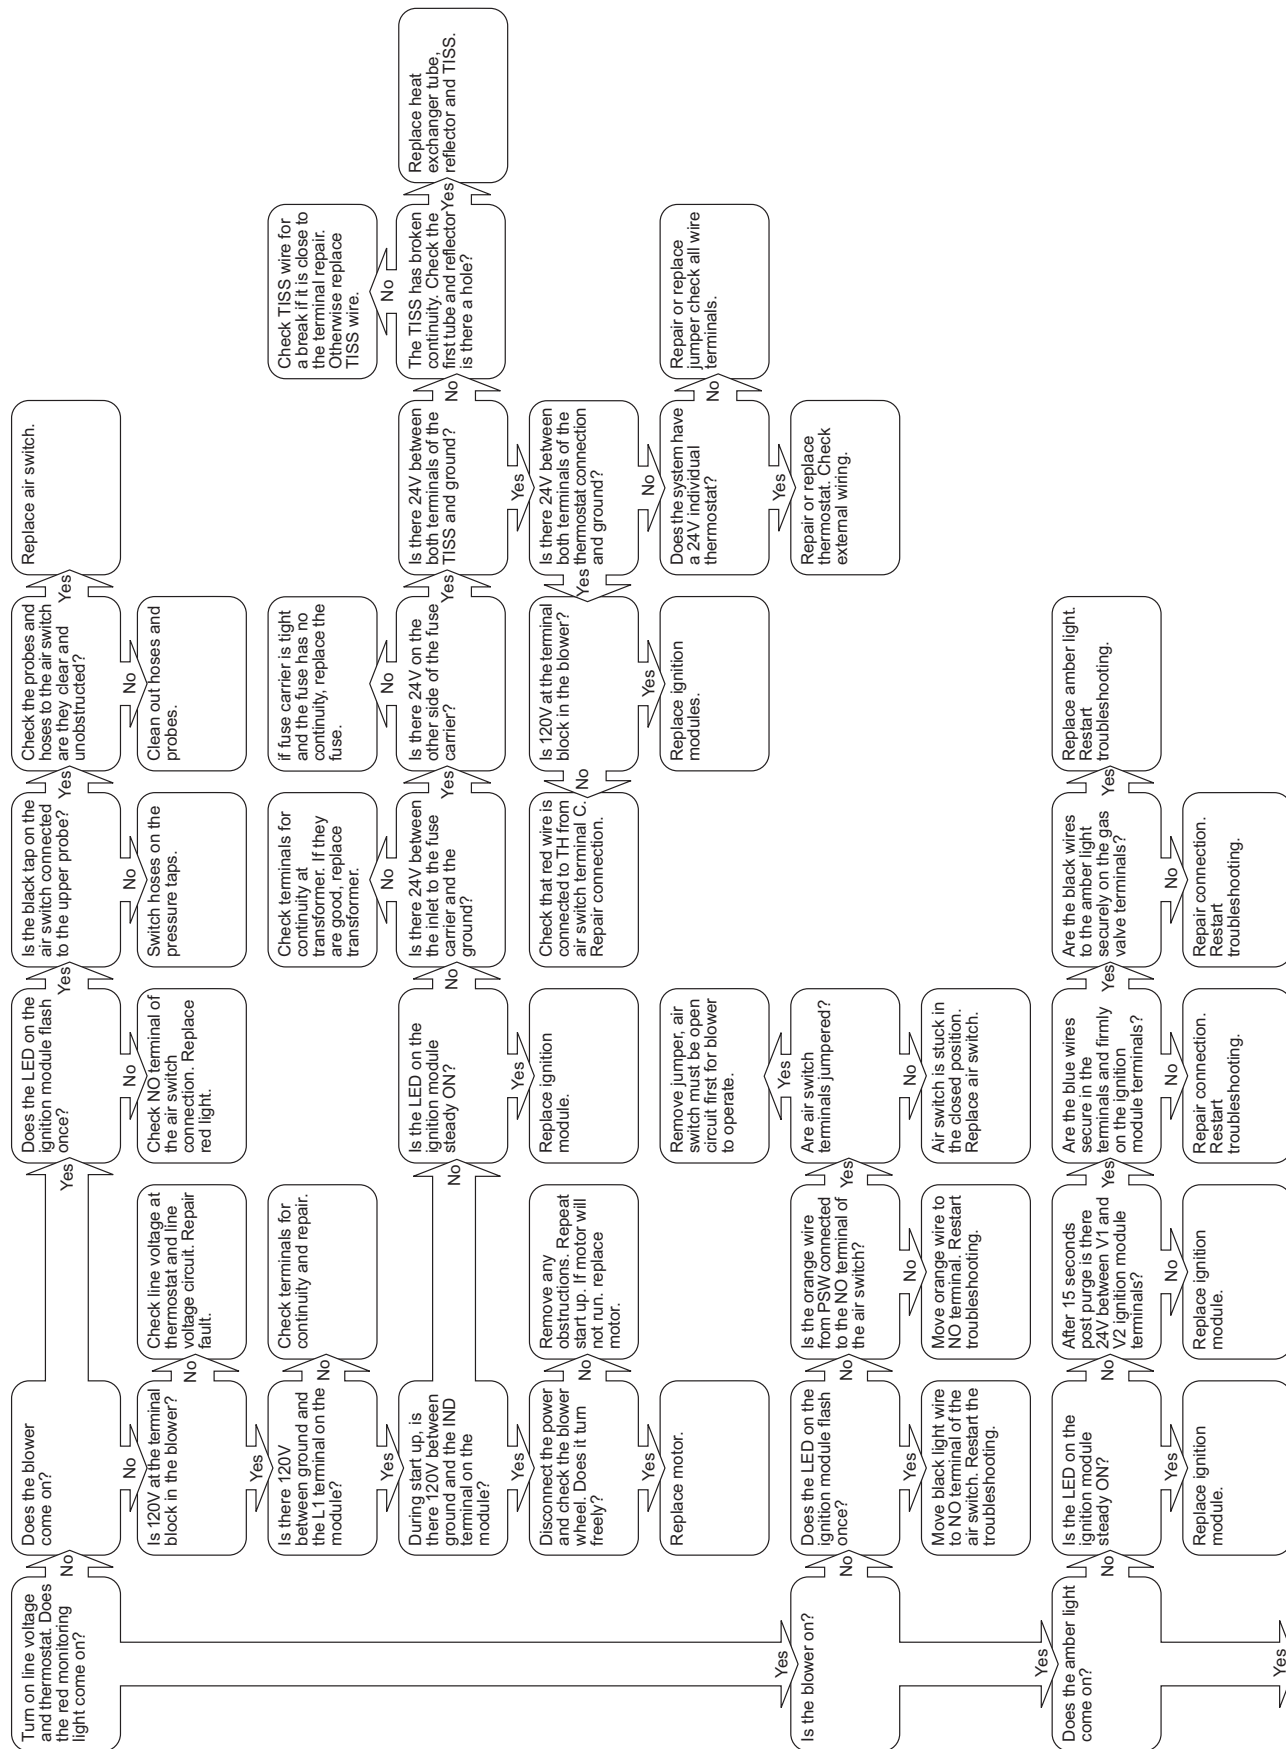 Turn on line voltage
and thermostat. Does
the red monitoring
light come on?
No
Does the blower
come on?
Yes
Does the LED on the
ignition module flash
once?
Yes
Is the black tap on the
air switch connected
to the upper probe?
Yes
Check the probes and
hoses to the air switch
are they clear and
unobstructed?
Yes
Replace air switch.
No
Is 120V at the terminal
block in the blower?
No
Check line voltage at
thermostat and line
voltage circuit. Repair
fault.
No
Check NO terminal of
the air switch
connection. Replace
red light.
No
Switch hoses on the
pressure taps.
No
Clean out hoses and
probes.
Yes
Is there 120V
between ground and
the L1 terminal on the
module?
No
Check terminals for
continuity and repair.
Check terminals for
continuity at
transformer. If they
are good, replace
transformer.
No
if fuse carrier is tight
and the fuse has no
continuity, replace the
fuse.
No
Check TISS wire for
a break if it is close to
the terminal repair.
Otherwise replace
TISS wire.
No
Yes
During start up, is
there 120V between
ground and the IND
terminal on the
module?
No
Is the LED on the
ignition module
steady ON?
No
Is there 24V between
the inlet to the fuse
carrier and the
ground?
Yes
Is there 24V on the
other side of the fuse
carrier?
Yes
Is there 24V between
both terminals of the
TISS and ground?
No
The TISS has broken
continuity. Check the
first tube and reflector
is there a hole?
Yes
Replace heat
exchanger tube,
reflector and TISS.
Yes
Disconnect the power
and check the blower
wheel. Does it turn
freely?
No
Remove any
obstructions. Repeat
start up. If motor will
not run. replace
motor.
Yes
Replace ignition
module.
Check that red wire is
connected to TH from
air switch terminal C.
Repair connection.
No
Is 120V at the terminal
block in the blower?
Yes
Yes
Is there 24V between
both terminals of the
thermostat connection
and ground?
Yes
Replace motor.
Remove jumper, air
switch must be open
circuit first for blower
to operate.
Yes
Yes
Replace ignition
modules.
No
Does the system have
a 24V individual
thermostat?
No
Repair or replace
jumper check all wire
terminals.
Yes
Is the blower on?
No
Does the LED on the
ignition module flash
once?
No
Is the orange wire
from PSW connected
to the NO terminal of
the air switch?
Yes
Are air switch
terminals jumpered?
Yes
Repair or replace
thermostat. Check
external wiring.
Yes
Move black light wire
to NO terminal of the
air switch. Restart the
troubleshooting.
No
Move orange wire to
NO terminal. Restart
troubleshooting.
No
Air switch is stuck in
the closed position.
Replace air switch.
Yes
Does the amber light
come on?
No
Is the LED on the
ignition module
steady ON?
No
After 15 seconds
post purge is there
24V between V1 and
V2 ignition module
terminals?
Yes
Are the blue wires
secure in the
terminals and firmly
on the ignition
module terminals?
Yes
Are the black wires
to the amber light
securely on the gas
valve terminals?
Yes
Replace amber light.
Restart
troubleshooting.
Yes
Replace ignition
module.
No
Replace ignition
module.
No
Repair connection.
Restart
troubleshooting.
No
Repair connection.
Restart
troubleshooting.
Yes